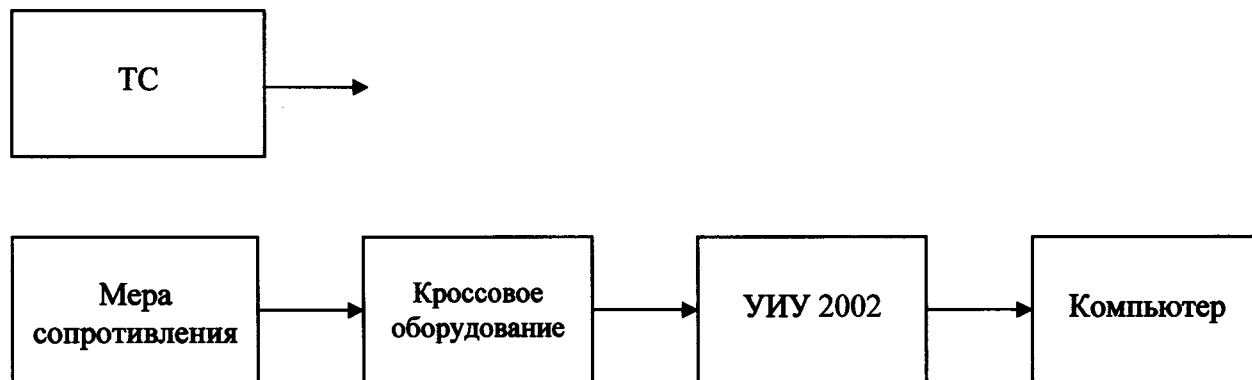 ТС
Мера
сопротивления
Кроссовое
оборудование
УИУ 2002
Компьютер